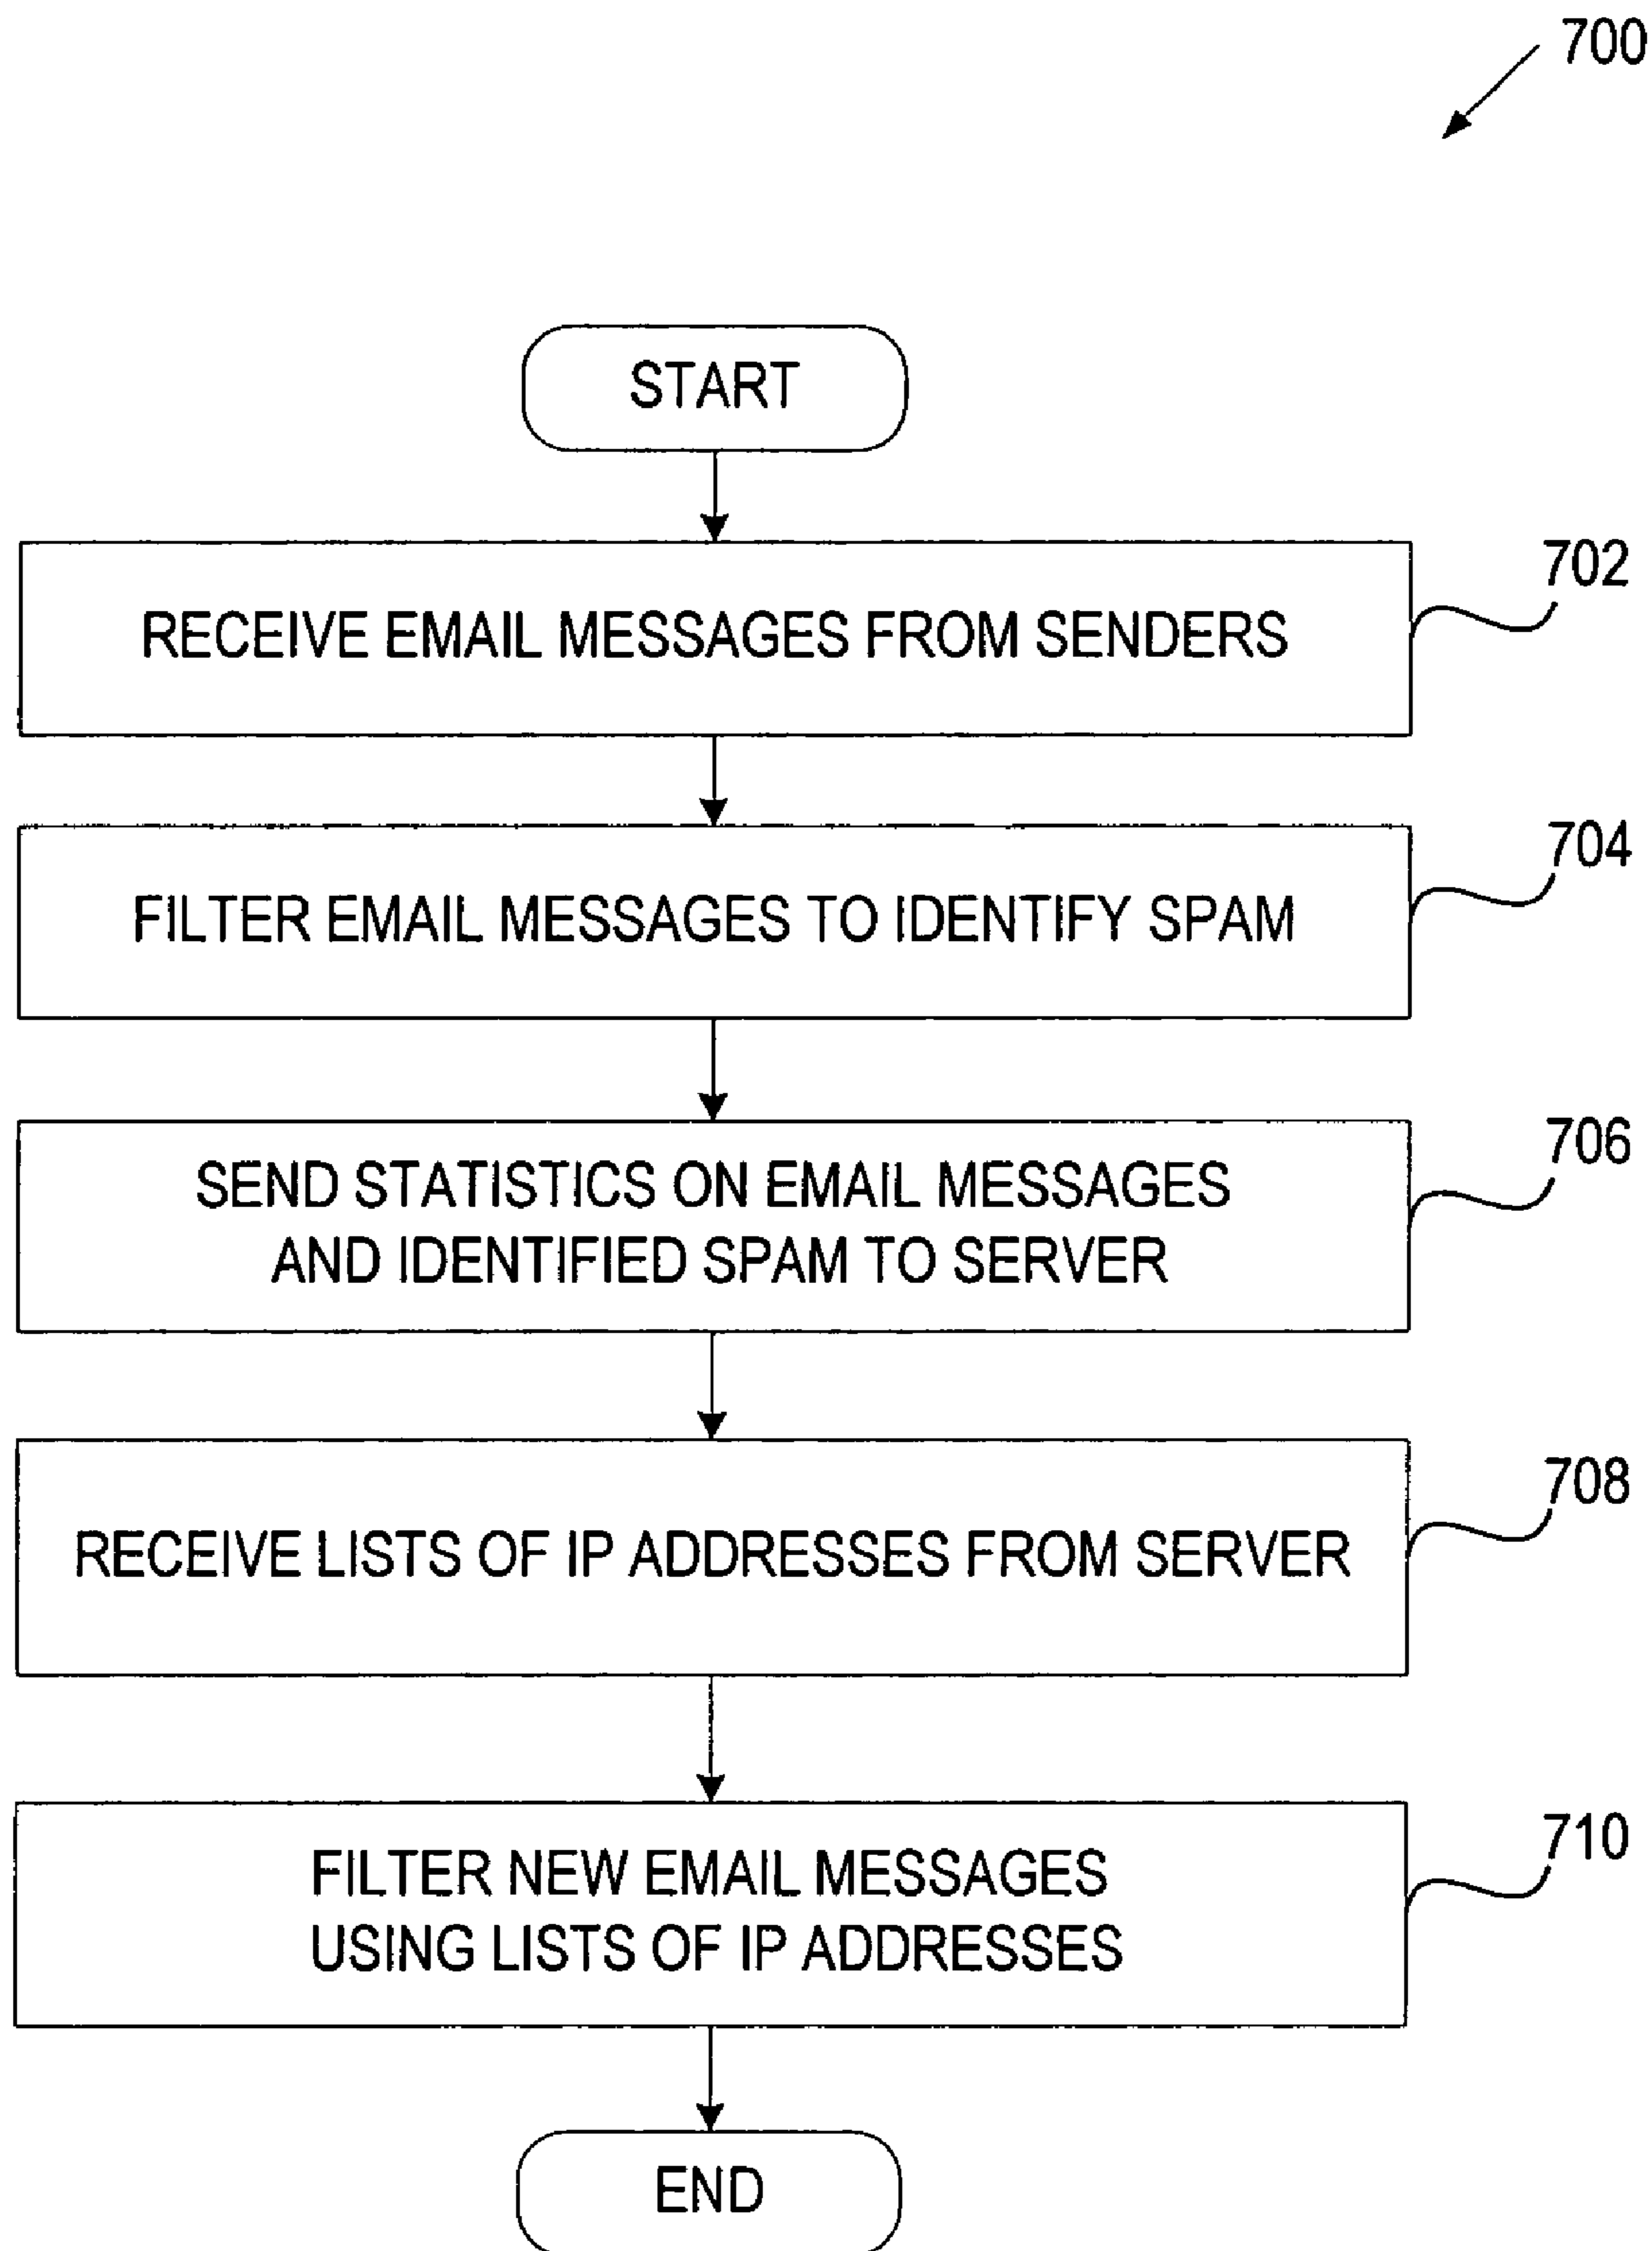 700
START
702
RECEIVE EMAIL MESSAGES FROM SENDERS
704
FILTER EMAIL MESSAGES TO IDENTIFY SPAM
706
SEND STATISTICS ON EMAIL MESSAGES
AND IDENTIFIED SPAM TO SERVER
708
RECEIVE LISTS OF IP ADDRESSES FROM SERVER
710
FILTER NEW EMAIL MESSAGES
USING LISTS OF IP ADDRESSES
END